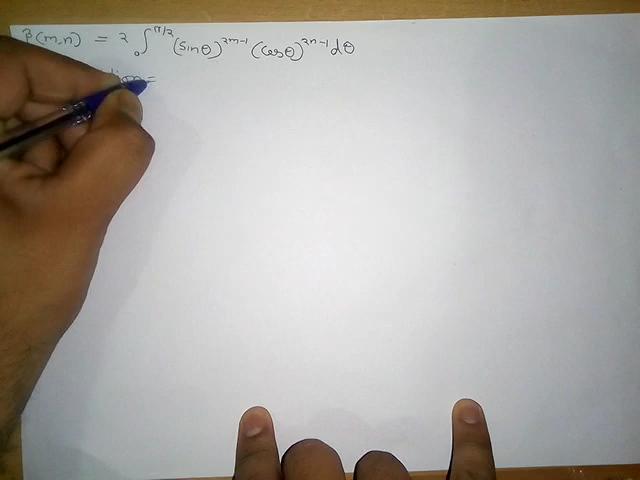 β(m,n) = 2 ₀∫^π/2 (sinθ)^2m-1 (cosθ)^2n-1 dθ